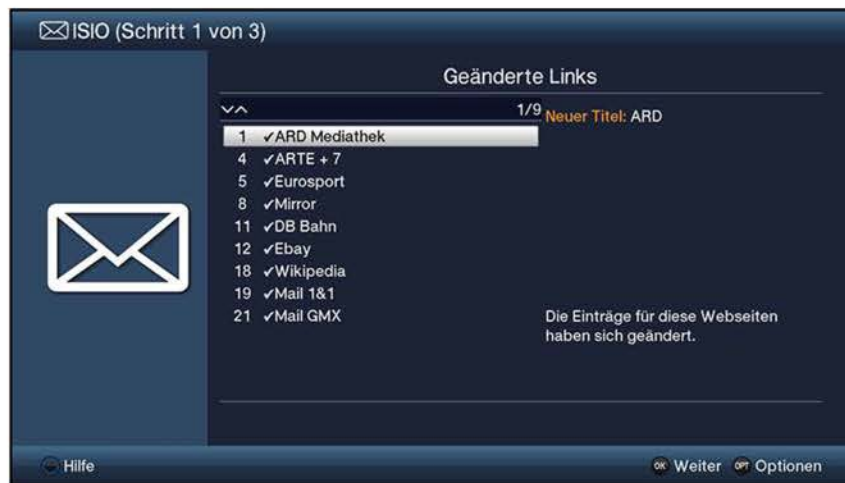 ISIO (Schritt 1 von 3)
Geänderte Links
1/9
Neuer Titel: ARD
1 ✓ARD Mediathek
4 ✓ARTE + 7
5 ✓Eurosport
8 ✓Mirror
11 ✓DB Bahn
12 ✓Ebay
18 ✓Wikipedia
19 ✓Mail 1&1
21 ✓Mail GMX
Die Einträge für diese Webseiten
haben sich geändert.
Hilfe
OK Weiter OPT Optionen